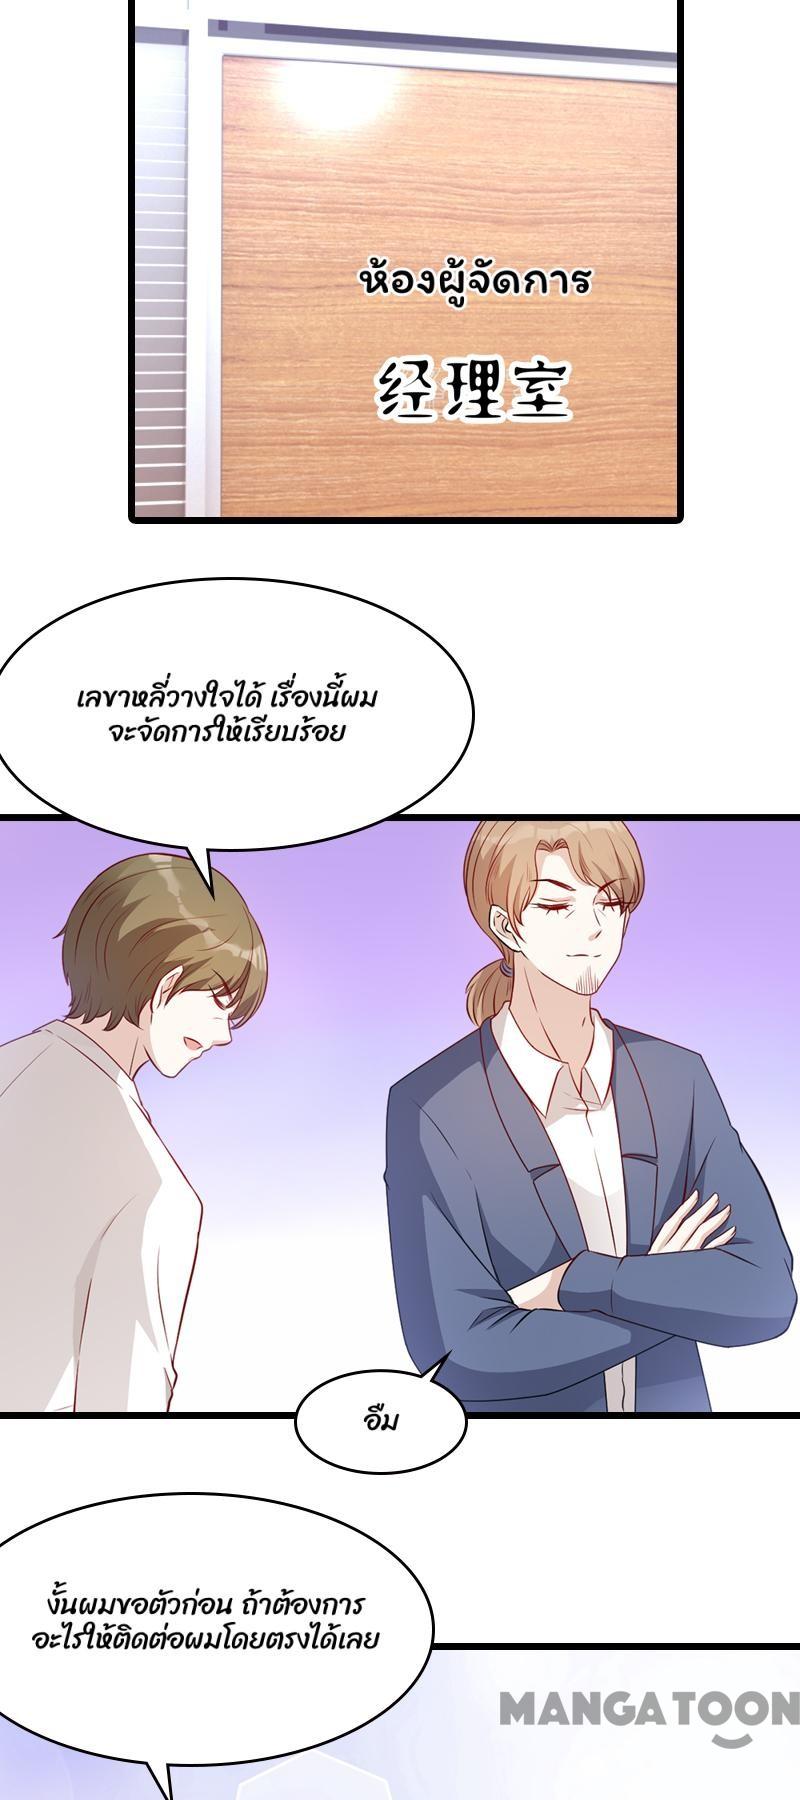 ห้องผู้จัดการ
经理室
เลขาหลี่วางใจได้ เรื่องนี้ผม
จะจัดการให้เรียบร้อย
อืม
งั้นผมขอตัวก่อน ถ้าต้องการ
อะไรให้ติดต่อผมโดยตรงได้เลย
MANGATOON